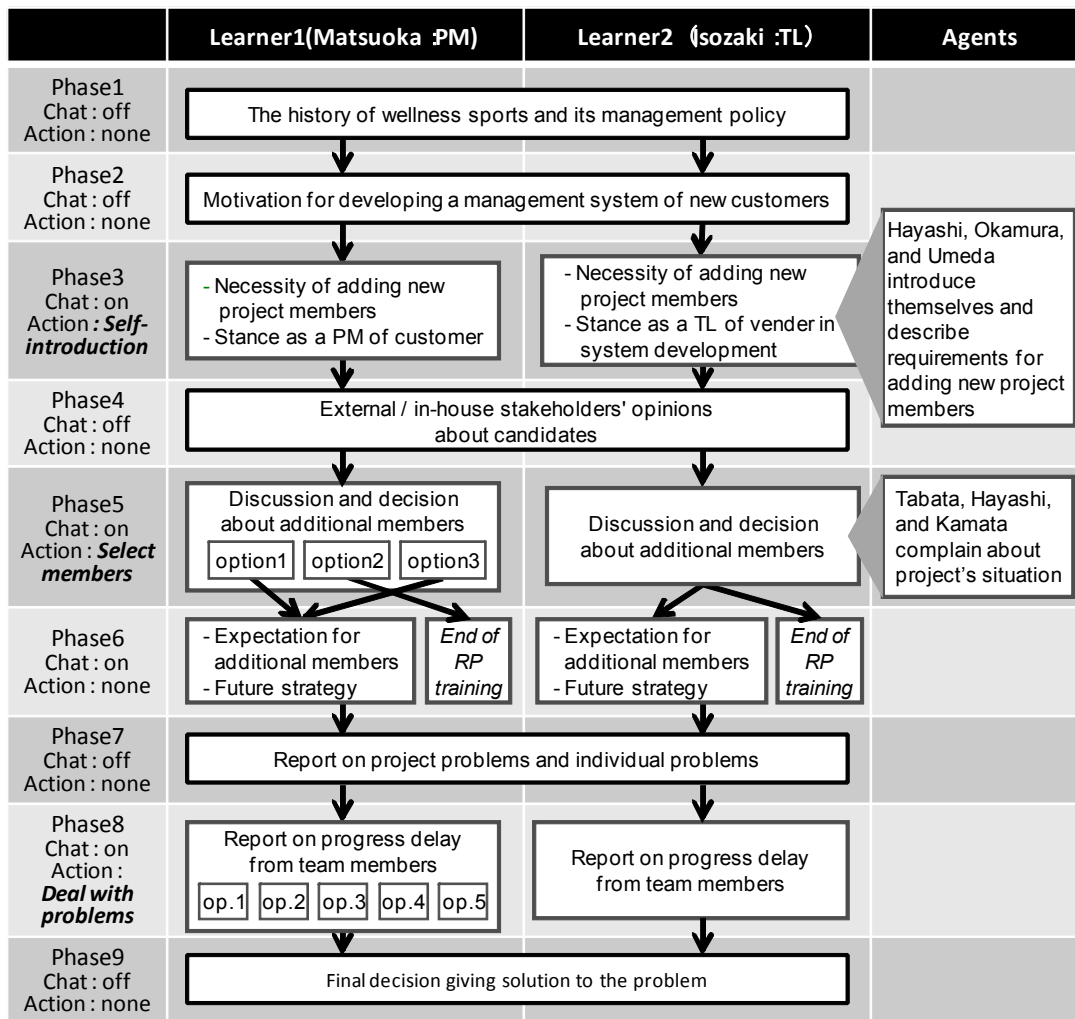 Learner1(Matsuoka :PM)
Learner2 (Isozaki :TL)
Agents
Phase1
Chat : off
Action : none
The history of wellness sports and its management policy
Phase2
Chat : off
Action : none
Motivation for developing a management system of new customers
Phase3
Chat : on
Action : Self-
introduction
- Necessity of adding new
project members
- Stance as a PM of customer
- Necessity of adding new
project members
- Stance as a TL of vender in
system development
Hayashi, Okamura,
and Umeda
introduce
themselves and
describe
requirements for
adding new project
members
Phase4
Chat : off
Action : none
External / in-house stakeholders' opinions
about candidates
Phase5
Chat : on
Action : Select
members
Discussion and decision
about additional members
option1
option2
option3
Discussion and decision
about additional members
Tabata, Hayashi,
and Kamata
complain about
project's situation
Phase6
Chat : on
Action : none
- Expectation for
additional members
- Future strategy
End of
RP
training
- Expectation for
additional members
- Future strategy
End of
RP
training
Phase7
Chat : off
Action : none
Report on project problems and individual problems
Phase8
Chat : on
Action :
Deal with
problems
Report on progress delay
from team members
op.1
op.2
op.3
op.4
op.5
Report on progress delay
from team members
Phase9
Chat : off
Action : none
Final decision giving solution to the problem